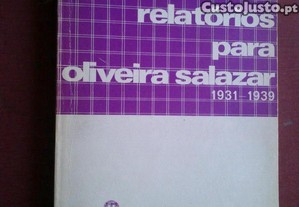 CustoJusto.pt
relatórios
para
oliveira salazar
1931-1939